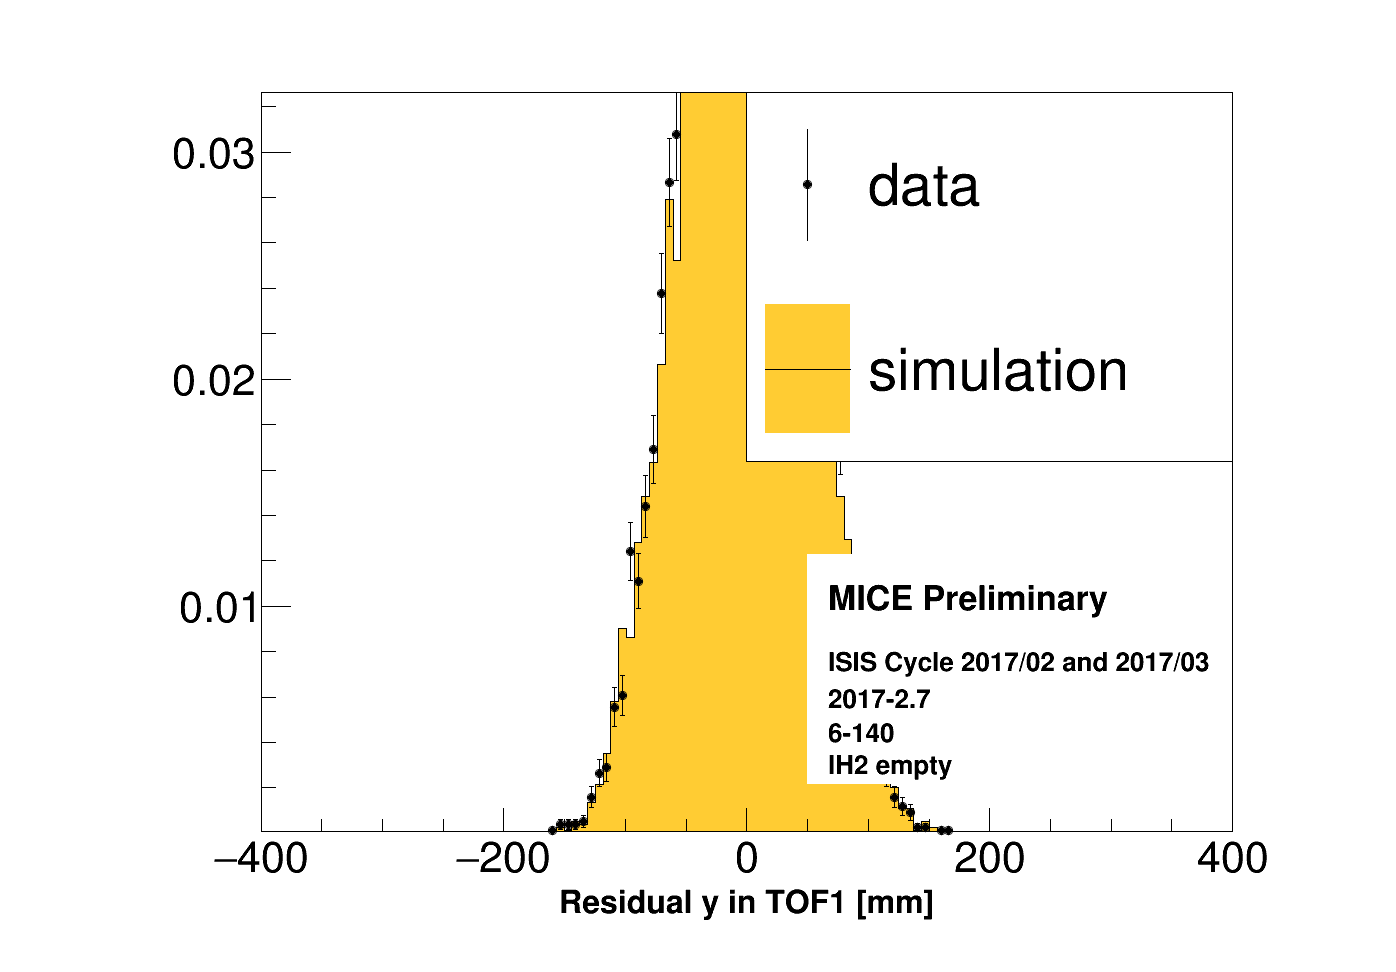 0.03
data
0.02
simulation
0.01
MICE Preliminary
ISIS Cycle 2017/02 and 2017/03
2017-2.7
6-140
IH2 empty
−400 −200 0 200 400
Residual y in TOF1 [mm]